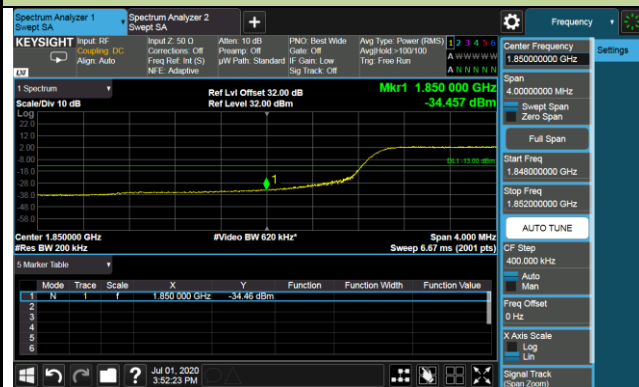 Spectrum Analyzer 1
Swept SA
Spectrum Analyzer 2
Swept SA
Frequency
KEYSIGHT
Input: RF
Coupling: DC
Align: Auto
Input Z: 50 Ω
Corrections: Off
Freq Ref: Int (S)
NFE: Adaptive
Atten: 10 dB
Preamp: Off
µW Path: Standard
PNO: Best Wide
Gate: Off
IF Gain: Low
Sig Track: Off
Avg Type: Power (RMS)
Avg|Hold:>100/100
Trig: Free Run
1 2 3 4 5 6
A W W W W W
A N N N N N
LXI
1 Spectrum
Scale/Div 10 dB
Log
Ref Lvl Offset 32.00 dB
Ref Level 32.00 dBm
Mkr1 1.850 000 GHz
-34.457 dBm
22.0
12.0
2.00
-8.00
-18.0
-28.0
-38.0
-48.0
-58.0
DL1 -13.00 dBm
1
Center 1.850000 GHz
#Res BW 200 kHz
#Video BW 620 kHz*
Span 4.000 MHz
Sweep 6.67 ms (2001 pts)
5 Marker Table
Mode Trace Scale X Y Function Function Width Function Value
1 N 1 f 1.850 000 GHz -34.46 dBm
2
3
4
5
6
Jul 01, 2020
3:52:23 PM
Center Frequency
1.850000000 GHz
Settings
Span
4.00000000 MHz
Swept Span
Zero Span
Full Span
Start Freq
1.848000000 GHz
Stop Freq
1.852000000 GHz
AUTO TUNE
CF Step
400.000 kHz
Auto
Man
Freq Offset
0 Hz
X Axis Scale
Log
Lin
Signal Track
(Span Zoom)